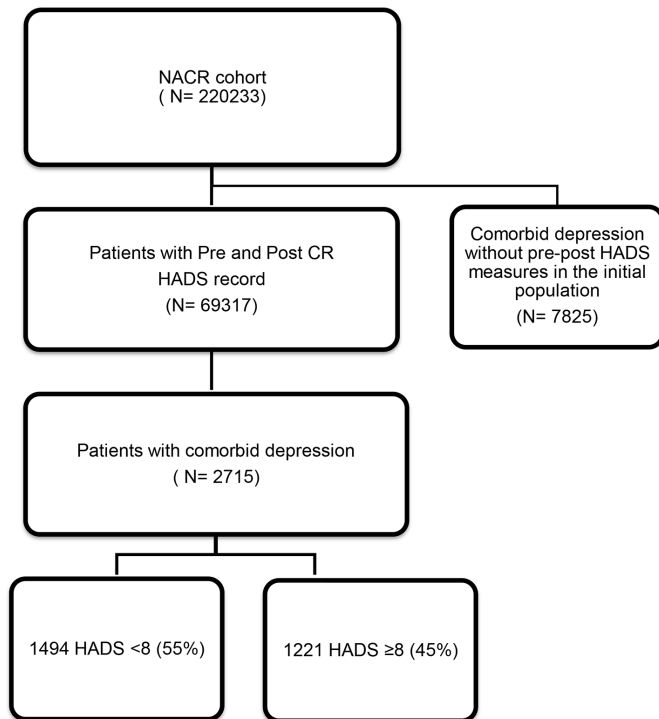 NACR cohort
( N= 220233)
Patients with Pre and Post CR
HADS record
(N= 69317)
Comorbid depression
without pre-post HADS
measures in the initial
population
(N= 7825)
Patients with comorbid depression
( N= 2715)
1494 HADS <8 (55%)
1221 HADS ≥8 (45%)